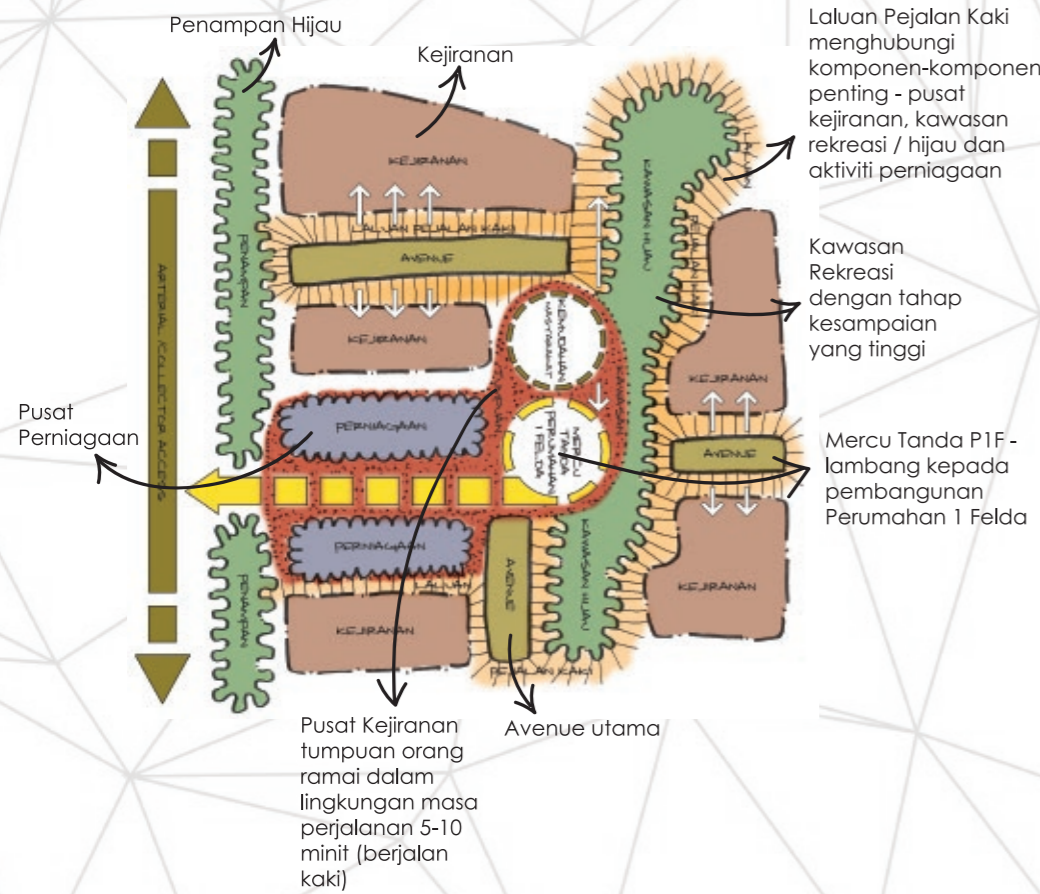 Penampan Hijau
Kejiranan
Laluan Pejalan Kaki
menghubungi
komponen-komponen
penting - pusat
kejiranan, kawasan
rekreasi / hijau dan
aktiviti perniagaan
Kawasan
Rekreasi
dengan tahap
kesampaian
yang tinggi
Mercu Tanda P1F -
lambang kepada
pembangunan
Perumahan 1 Felda
Pusat
Perniagaan
Pusat Kejiranan
tumpuan orang
ramai dalam
lingkungan masa
perjalanan 5-10
minit (berjalan
kaki)
Avenue utama
ARTERIAL/COLLECTOR ACCESS
PENAMPAN
PENAMPAN
KEJIRANAN
LALUAN PEJALAN KAKI
AVENUE
KEJIRANAN
KAWASAN HIJAU
LALUAN
PEJALAN KAKI
KEJIRANAN
KEMUDAHAN
MASYARAKAT
LALUAN
KAWASAN
PERNIAGAAN
MERCU
TANDA
PERUMAHAN
1 FELDA
AVENUE
PERNIAGAAN
LALUAN
AVENUE
KAWASAN HIJAU
KEJIRANAN
KEJIRANAN
PEJALAN KAKI